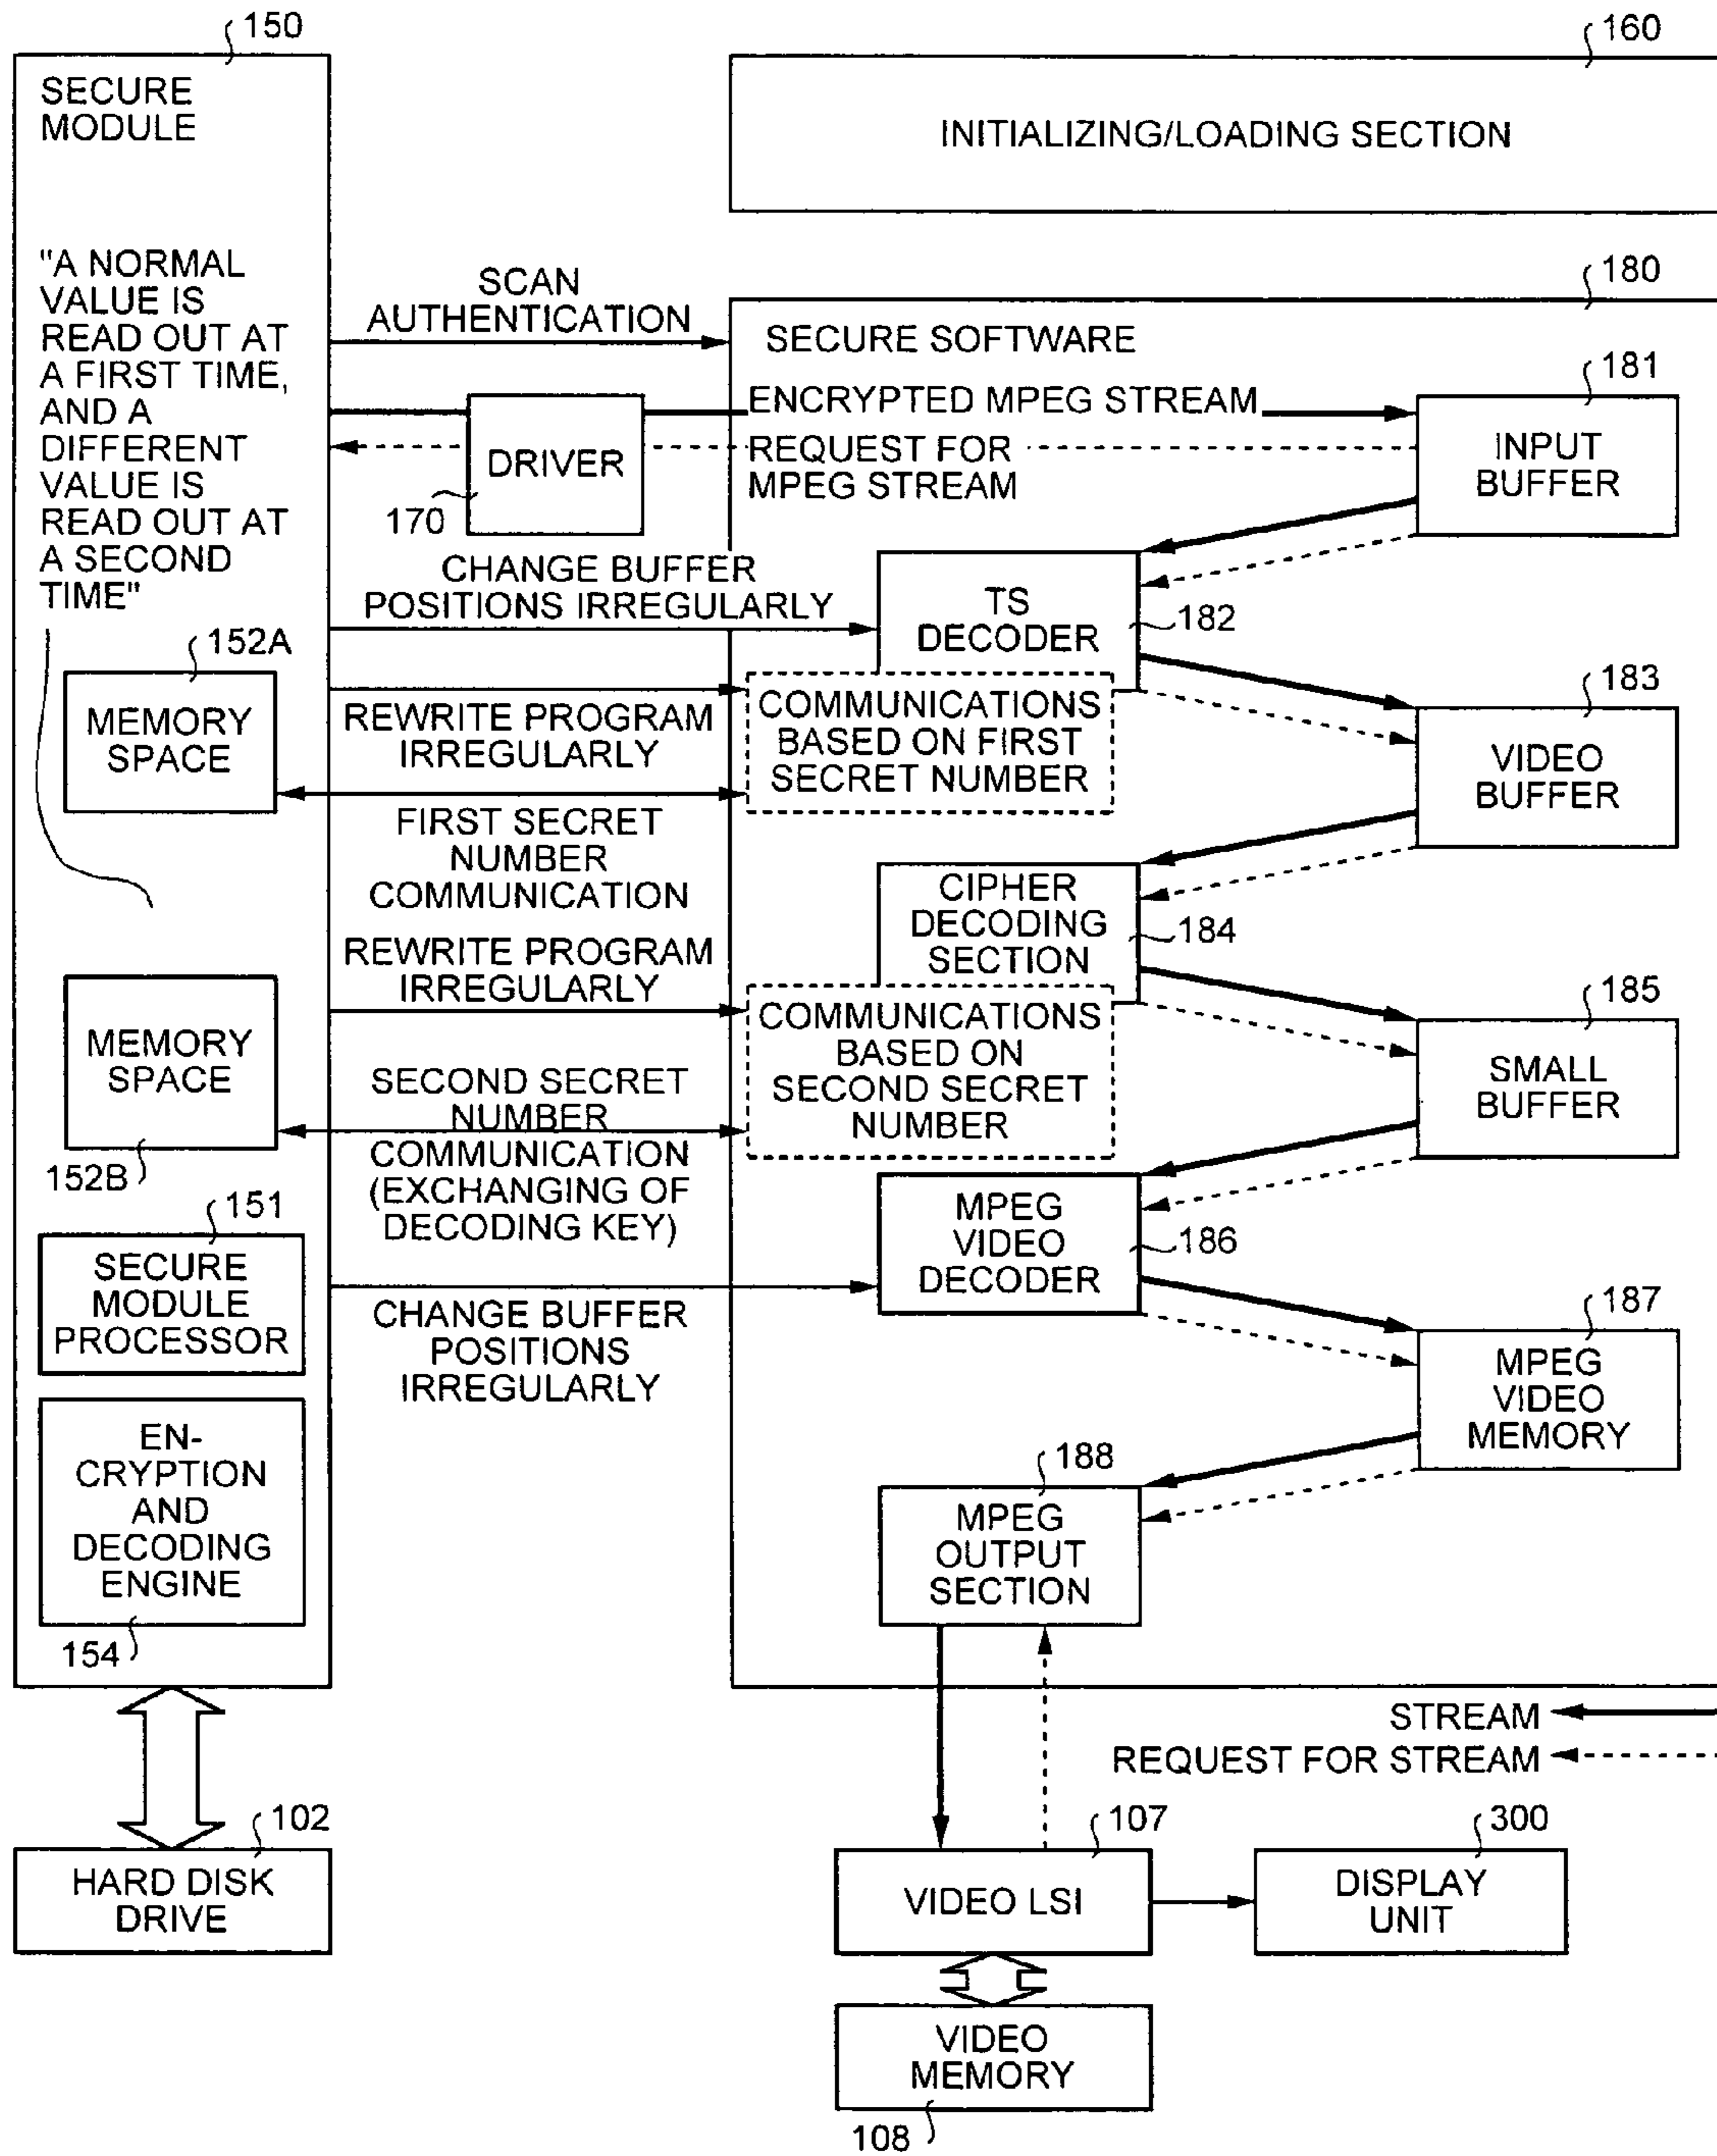 150
SECURE
MODULE
"A NORMAL
VALUE IS
READ OUT AT
A FIRST TIME,
AND A
DIFFERENT
VALUE IS
READ OUT AT
A SECOND
TIME"
152A
MEMORY
SPACE
MEMORY
SPACE
152B
151
SECURE
MODULE
PROCESSOR
EN-
CRYPTION
AND
DECODING
ENGINE
154
102
HARD DISK
DRIVE
SCAN
AUTHENTICATION
DRIVER
170
CHANGE BUFFER
POSITIONS IRREGULARLY
REWRITE PROGRAM
IRREGULARLY
FIRST SECRET
NUMBER
COMMUNICATION
REWRITE PROGRAM
IRREGULARLY
SECOND SECRET
NUMBER
COMMUNICATION
(EXCHANGING OF
DECODING KEY)
CHANGE BUFFER
POSITIONS
IRREGULARLY
160
INITIALIZING/LOADING SECTION
180
SECURE SOFTWARE
ENCRYPTED MPEG STREAM
REQUEST FOR
MPEG STREAM
181
INPUT
BUFFER
TS
DECODER
182
COMMUNICATIONS
BASED ON FIRST
SECRET NUMBER
183
VIDEO
BUFFER
CIPHER
DECODING
SECTION
184
COMMUNICATIONS
BASED ON
SECOND SECRET
NUMBER
185
SMALL
BUFFER
MPEG
VIDEO
DECODER
186
187
MPEG
VIDEO
MEMORY
188
MPEG
OUTPUT
SECTION
STREAM
REQUEST FOR STREAM
107
VIDEO LSI
300
DISPLAY
UNIT
VIDEO
MEMORY
108